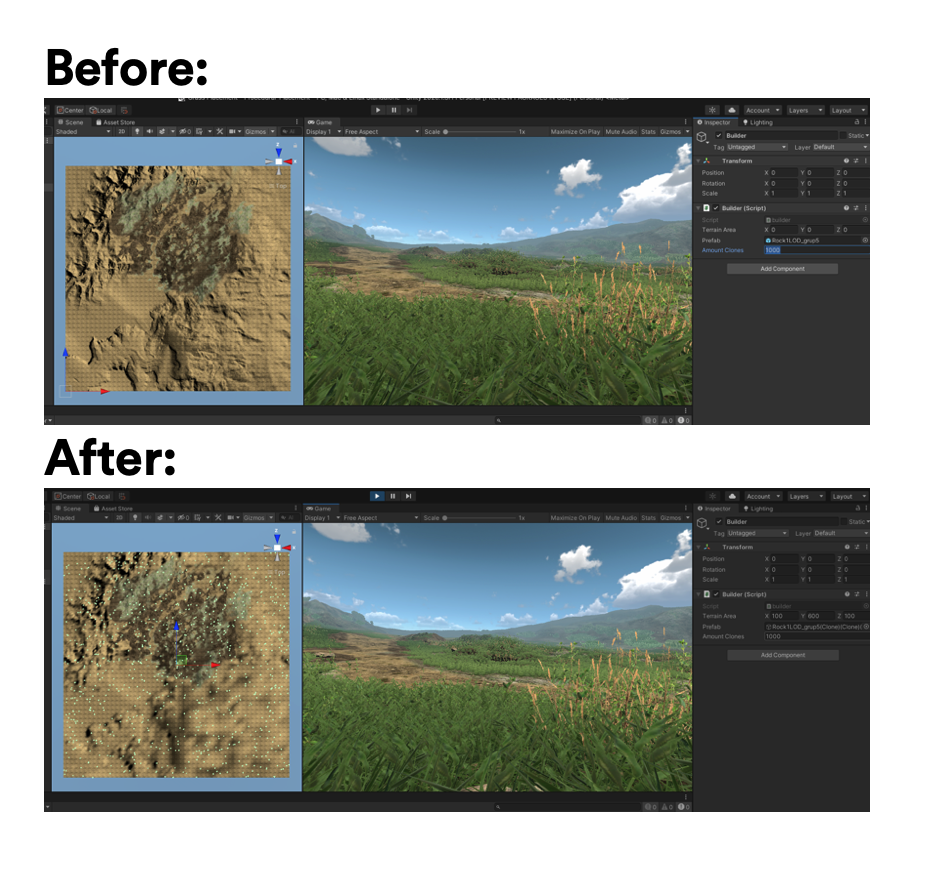 Before:
Center Local
Account Layers Layout
Scene Asset Store
Game
Inspector Lighting
Shaded 2D Gizmos
Display 1 Free Aspect Scale 1x Maximize On Play Mute Audio Stats Gizmos
Builder Static
Tag Untagged Layer Default
Transform
Position X 0 Y 0 Z 0
Rotation X 0 Y 0 Z 0
Scale X 1 Y 1 Z 1
Builder (Script)
Script builder
Terrain Area X 0 Y 0 Z 0
Prefab Rock1LOD_grup5
Amount Clones 1000
Add Component
0 0 0
After:
Center Local
Account Layers Layout
Scene Asset Store
Game
Inspector Lighting
Shaded 2D Gizmos
Display 1 Free Aspect Scale 1x Maximize On Play Mute Audio Stats Gizmos
Builder Static
Tag Untagged Layer Default
Transform
Position X 0 Y 0 Z 0
Rotation X 0 Y 0 Z 0
Scale X 1 Y 1 Z 1
Builder (Script)
Script builder
Terrain Area X 100 Y 600 Z 100
Prefab Rock1LOD_grup5(Clone)(Clone)(
Amount Clones 1000
Add Component
0 0 0